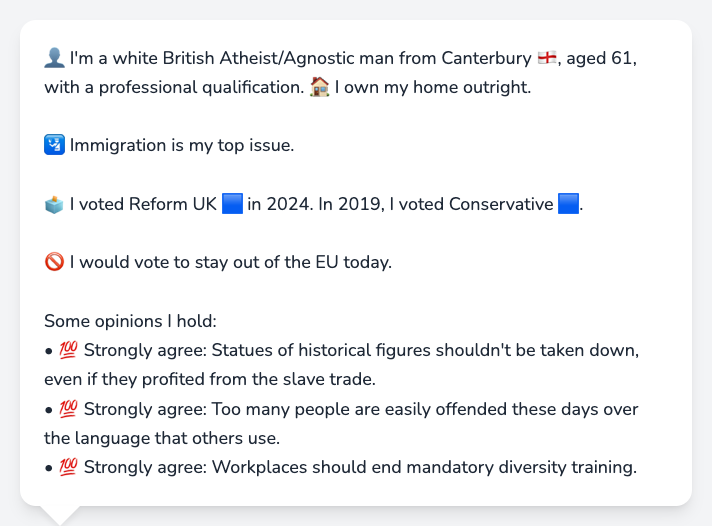 👤 I'm a white British Atheist/Agnostic man from Canterbury 🏴󠁧󠁢󠁥󠁮󠁧󠁿, aged 61,
with a professional qualification. 🏠 I own my home outright.
🛂 Immigration is my top issue.
🗳️ I voted Reform UK 🟦 in 2024. In 2019, I voted Conservative 🟦.
🚫 I would vote to stay out of the EU today.
Some opinions I hold:
• 💯 Strongly agree: Statues of historical figures shouldn't be taken down,
even if they profited from the slave trade.
• 💯 Strongly agree: Too many people are easily offended these days over
the language that others use.
• 💯 Strongly agree: Workplaces should end mandatory diversity training.